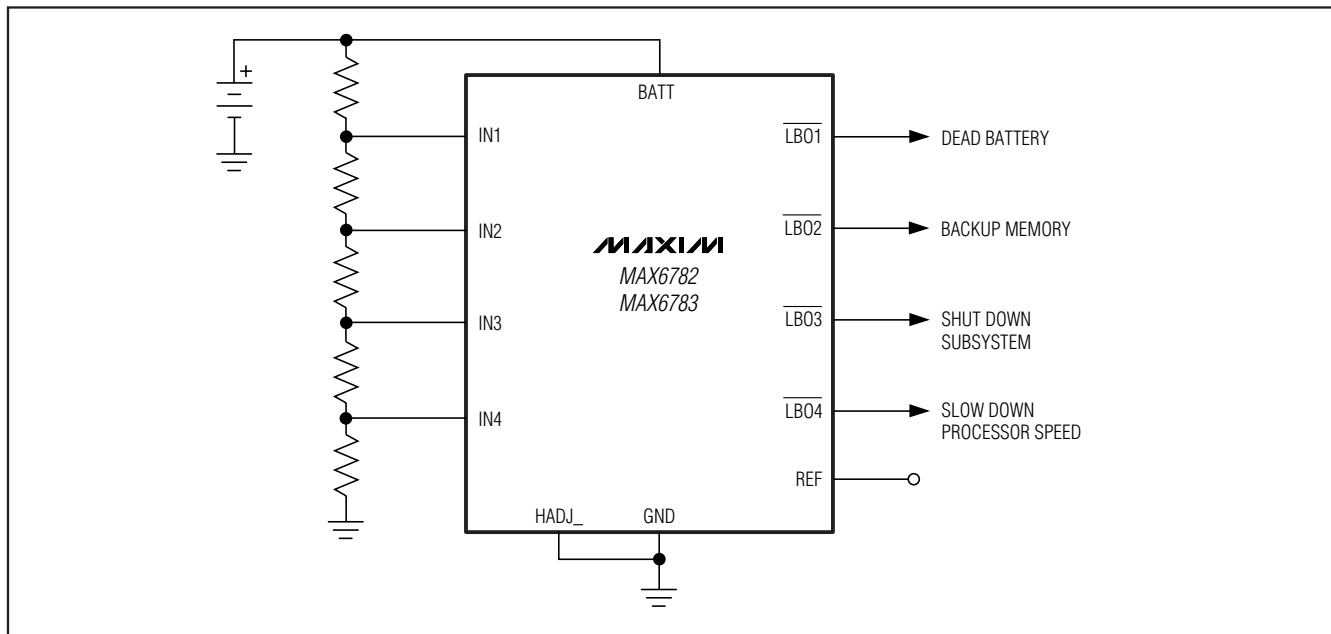 +
BATT
IN1
IN2
IN3
IN4
MAXIM
MAX6782
MAX6783
LBO1
DEAD BATTERY
LBO2
BACKUP MEMORY
LBO3
SHUT DOWN
SUBSYSTEM
LBO4
SLOW DOWN
PROCESSOR SPEED
REF
HADJ_
GND